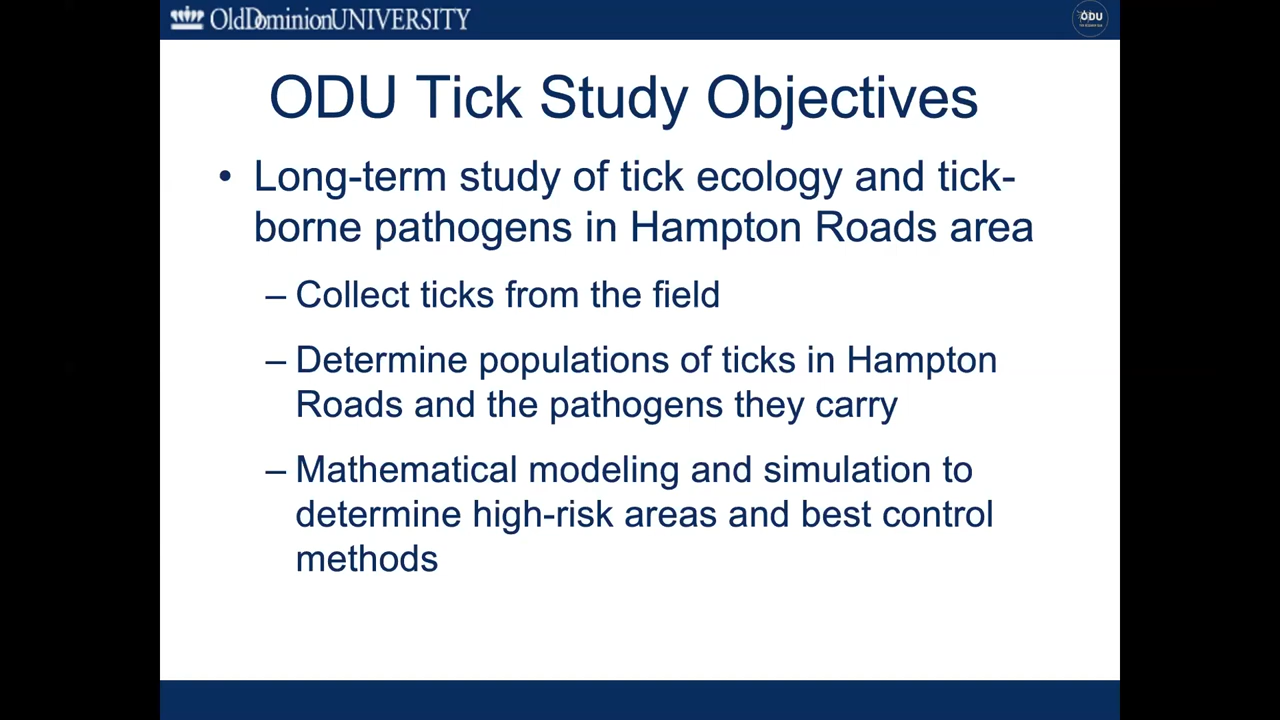 OldDominionUNIVERSITY
ODU
ODU Tick Study Objectives
• Long-term study of tick ecology and tick-
borne pathogens in Hampton Roads area
– Collect ticks from the field
– Determine populations of ticks in Hampton
Roads and the pathogens they carry
– Mathematical modeling and simulation to
determine high-risk areas and best control
methods